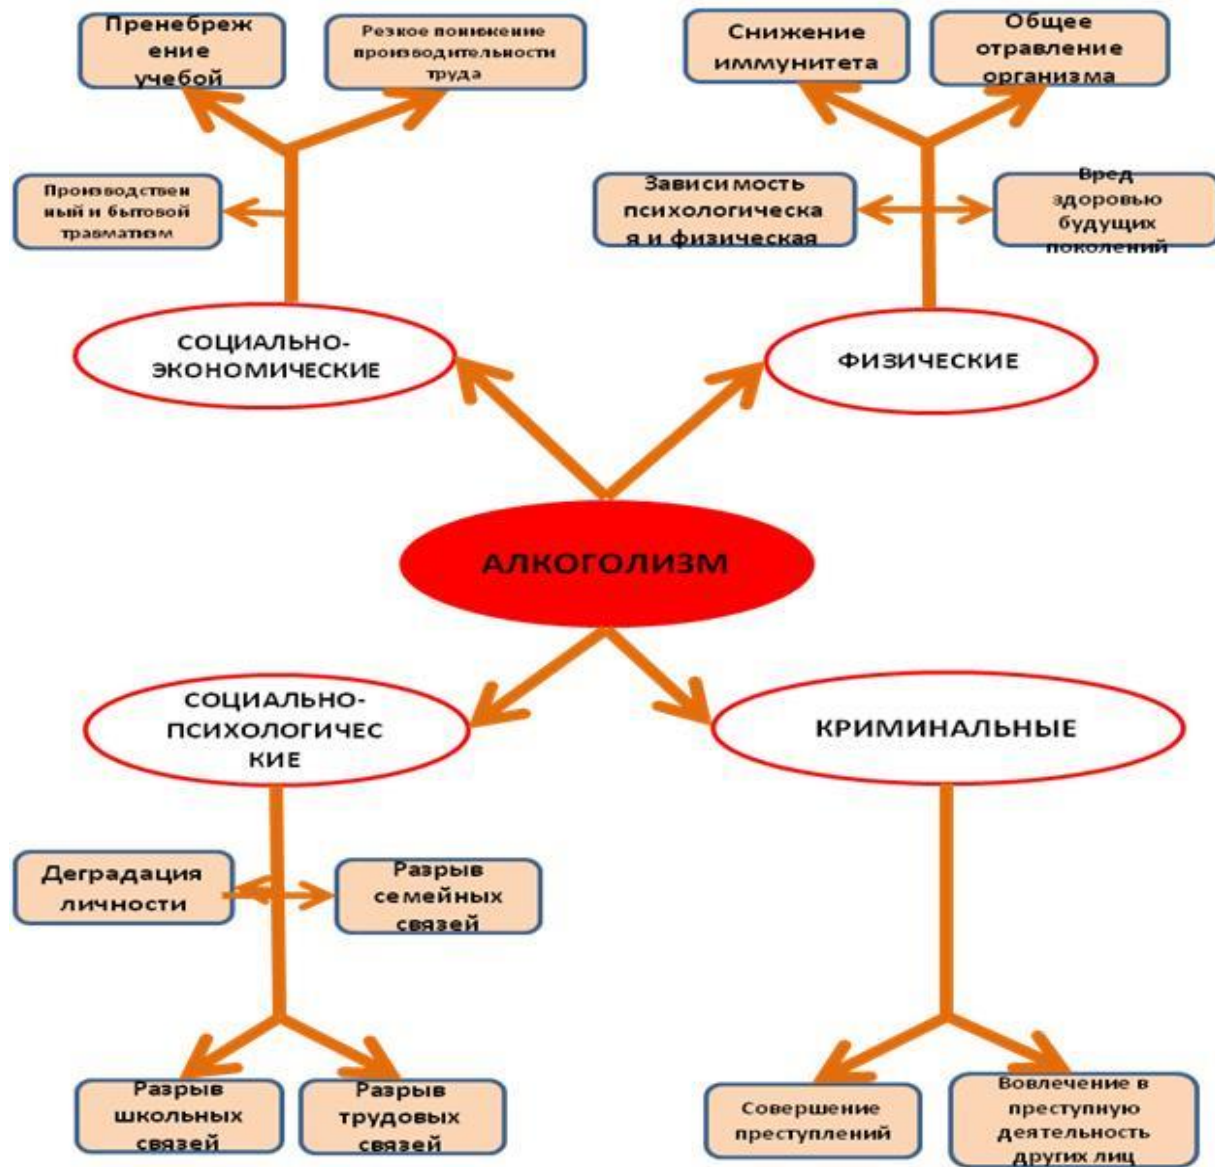 Пренебреж
ение
учебой
Резкое понижение
производительности
труда
Снижение
иммунитета
Общее
отравление
организма
Производствен
ный и бытовой
травматизм
Зависимость
психологическа
я и физическая
Вред
здоровью
будущих
поколений
СОЦИАЛЬНО-
ЭКОНОМИЧЕСКИЕ
ФИЗИЧЕСКИЕ
АЛКОГОЛИЗМ
СОЦИАЛЬНО-
ПСИХОЛОГИЧЕС
КИЕ
КРИМИНАЛЬНЫЕ
Деградация
личности
Разрыв
семейных
связей
Разрыв
школьных
связей
Разрыв
трудовых
связей
Совершение
преступлений
Вовлечение в
преступную
деятельность
других лиц